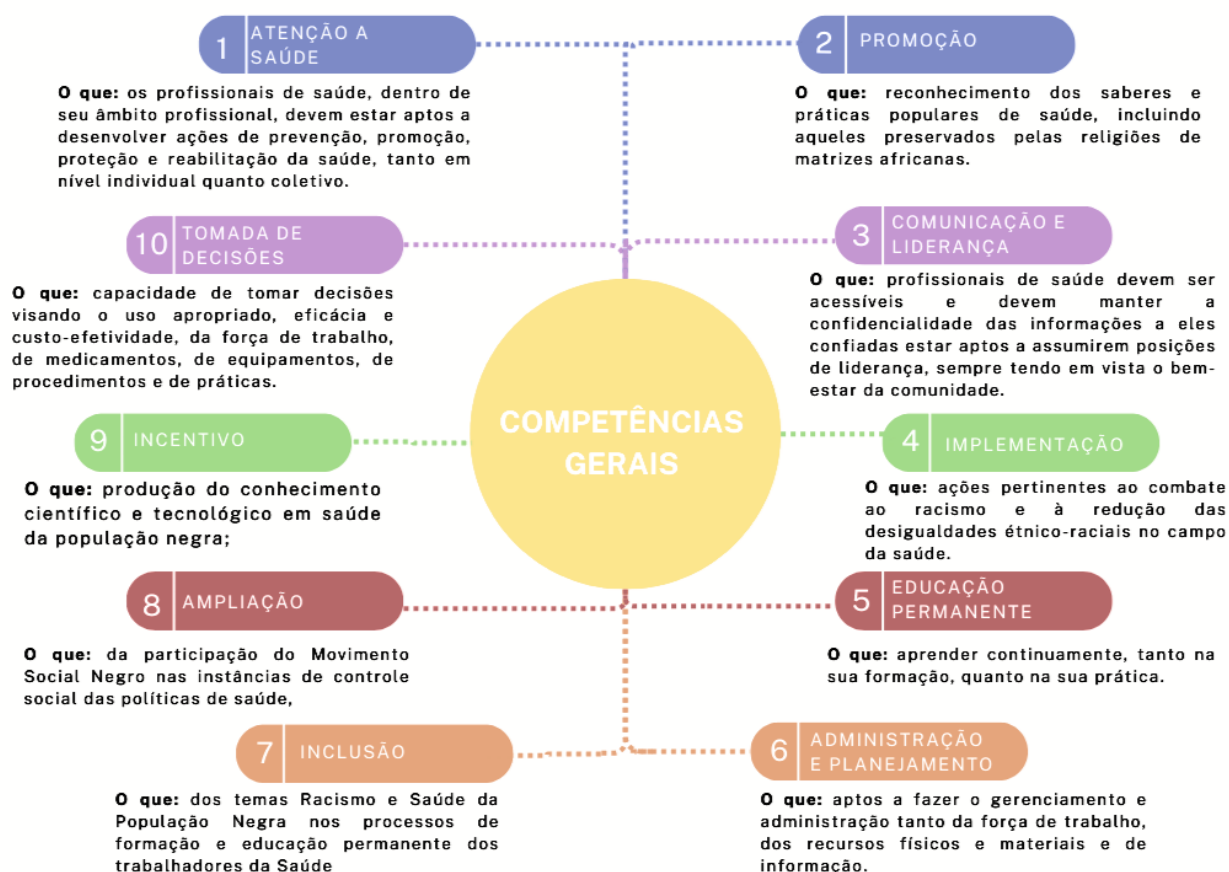 1
ATENÇÃO A
SAÚDE
O que: os profissionais de saúde, dentro de
seu âmbito profissional, devem estar aptos a
desenvolver ações de prevenção, promoção,
proteção e reabilitação da saúde, tanto em
nível individual quanto coletivo.
2
PROMOÇÃO
O que: reconhecimento dos saberes e
práticas populares de saúde, incluindo
aqueles preservados pelas religiões de
matrizes africanas.
10
TOMADA DE
DECISÕES
O que: capacidade de tomar decisões
visando o uso apropriado, eficácia e
custo-efetividade, da força de trabalho,
de medicamentos, de equipamentos, de
procedimentos e de práticas.
3
COMUNICAÇÃO E
LIDERANÇA
O que: profissionais de saúde devem ser
acessíveis e devem manter a
confidencialidade das informações a eles
confiadas estar aptos a assumirem posições
de liderança, sempre tendo em vista o bem-
estar da comunidade.
COMPETÊNCIAS
GERAIS
9
INCENTIVO
O que: produção do conhecimento
científico e tecnológico em saúde
da população negra;
4
IMPLEMENTAÇÃO
O que: ações pertinentes ao combate
ao racismo e à redução das
desigualdades étnico-raciais no campo
da saúde.
8
AMPLIAÇÃO
O que: da participação do Movimento
Social Negro nas instâncias de controle
social das políticas de saúde,
5
EDUCAÇÃO
PERMANENTE
O que: aprender continuamente, tanto na
sua formação, quanto na sua prática.
7
INCLUSÃO
O que: dos temas Racismo e Saúde da
População Negra nos processos de
formação e educação permanente dos
trabalhadores da Saúde
6
ADMINISTRAÇÃO
E PLANEJAMENTO
O que: aptos a fazer o gerenciamento e
administração tanto da força de trabalho,
dos recursos físicos e materiais e de
informação.